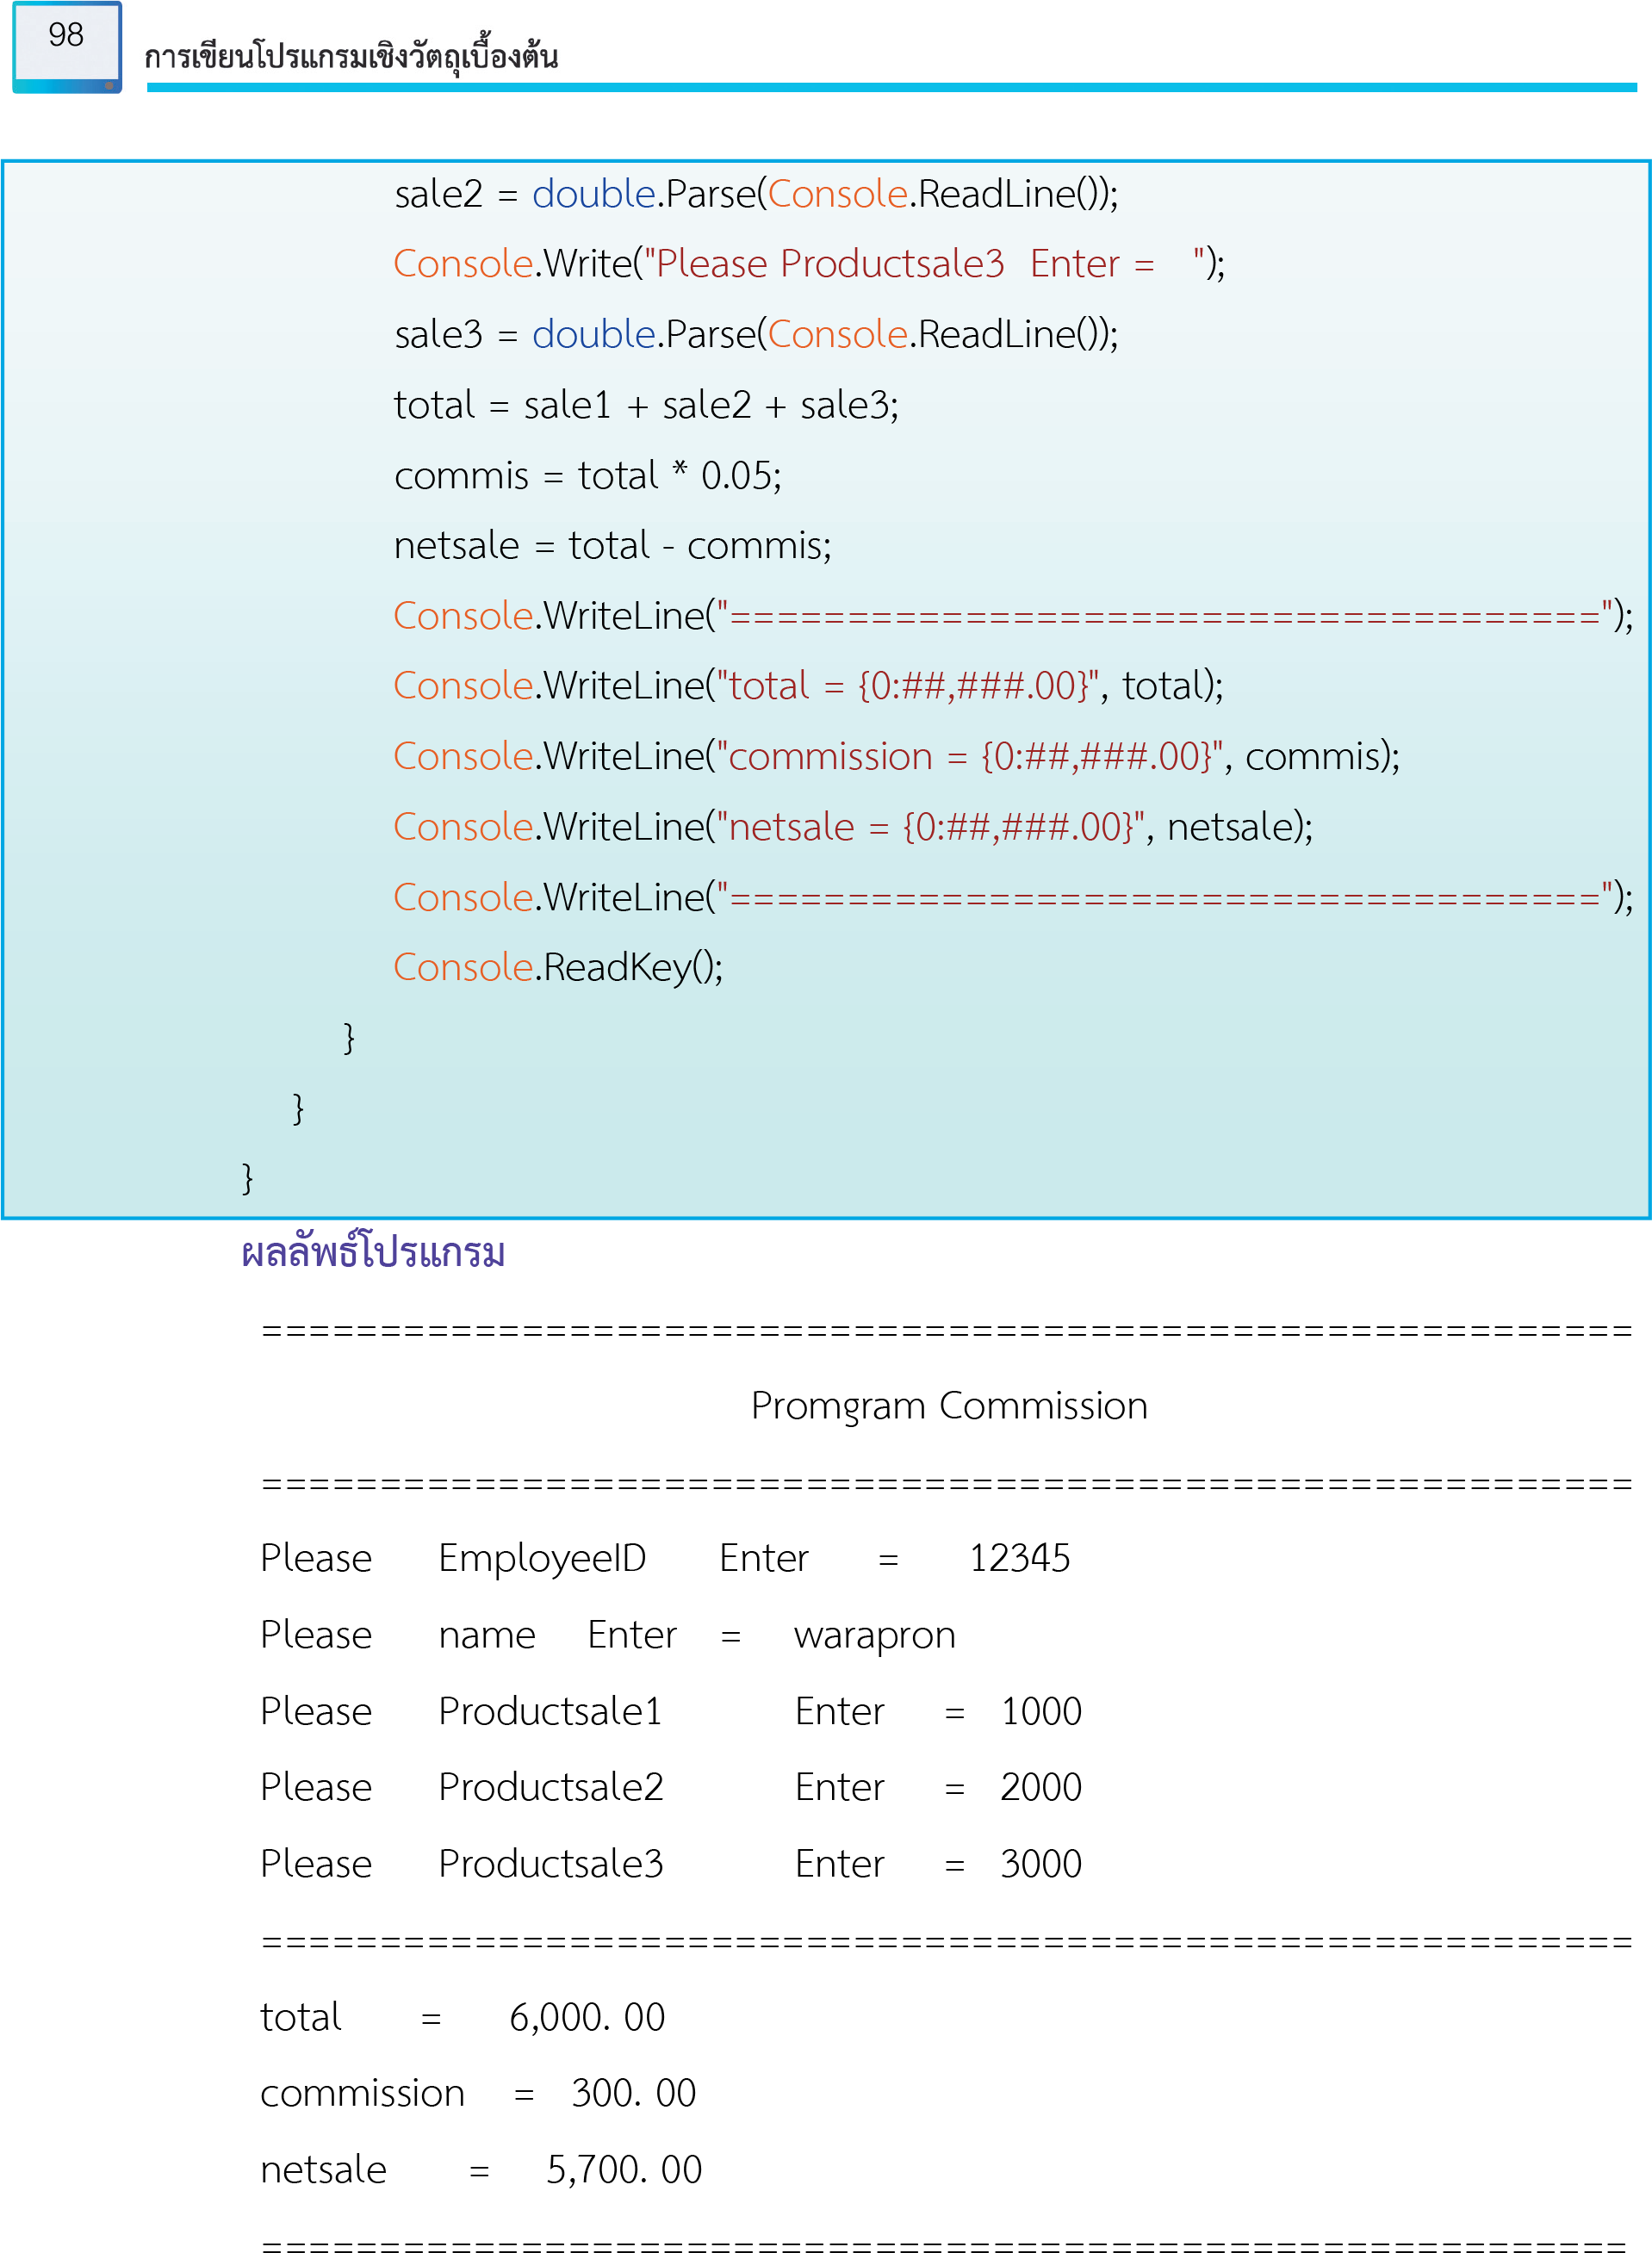 98
การเขียนโปรแกรมเชิงวัตถุเบื้องต้น
sale2 = double.Parse(Console.ReadLine());
Console.Write("Please Productsale3  Enter =   ");
sale3 = double.Parse(Console.ReadLine());
total = sale1 + sale2 + sale3;
commis = total * 0.05;
netsale = total - commis;
Console.WriteLine("=====================================");
Console.WriteLine("total = {0:##,###.00}", total);
Console.WriteLine("commission = {0:##,###.00}", commis);
Console.WriteLine("netsale = {0:##,###.00}", netsale);
Console.WriteLine("=====================================");
Console.ReadKey();
}
}
}
ผลลัพธ์โปรแกรม
==========================================================
Promgram Commission
==========================================================
Please EmployeeID Enter = 12345
Please name Enter = warapron
Please Productsale1 Enter = 1000
Please Productsale2 Enter = 2000
Please Productsale3 Enter = 3000
==========================================================
total = 6,000. 00
commission = 300. 00
netsale = 5,700. 00
==========================================================